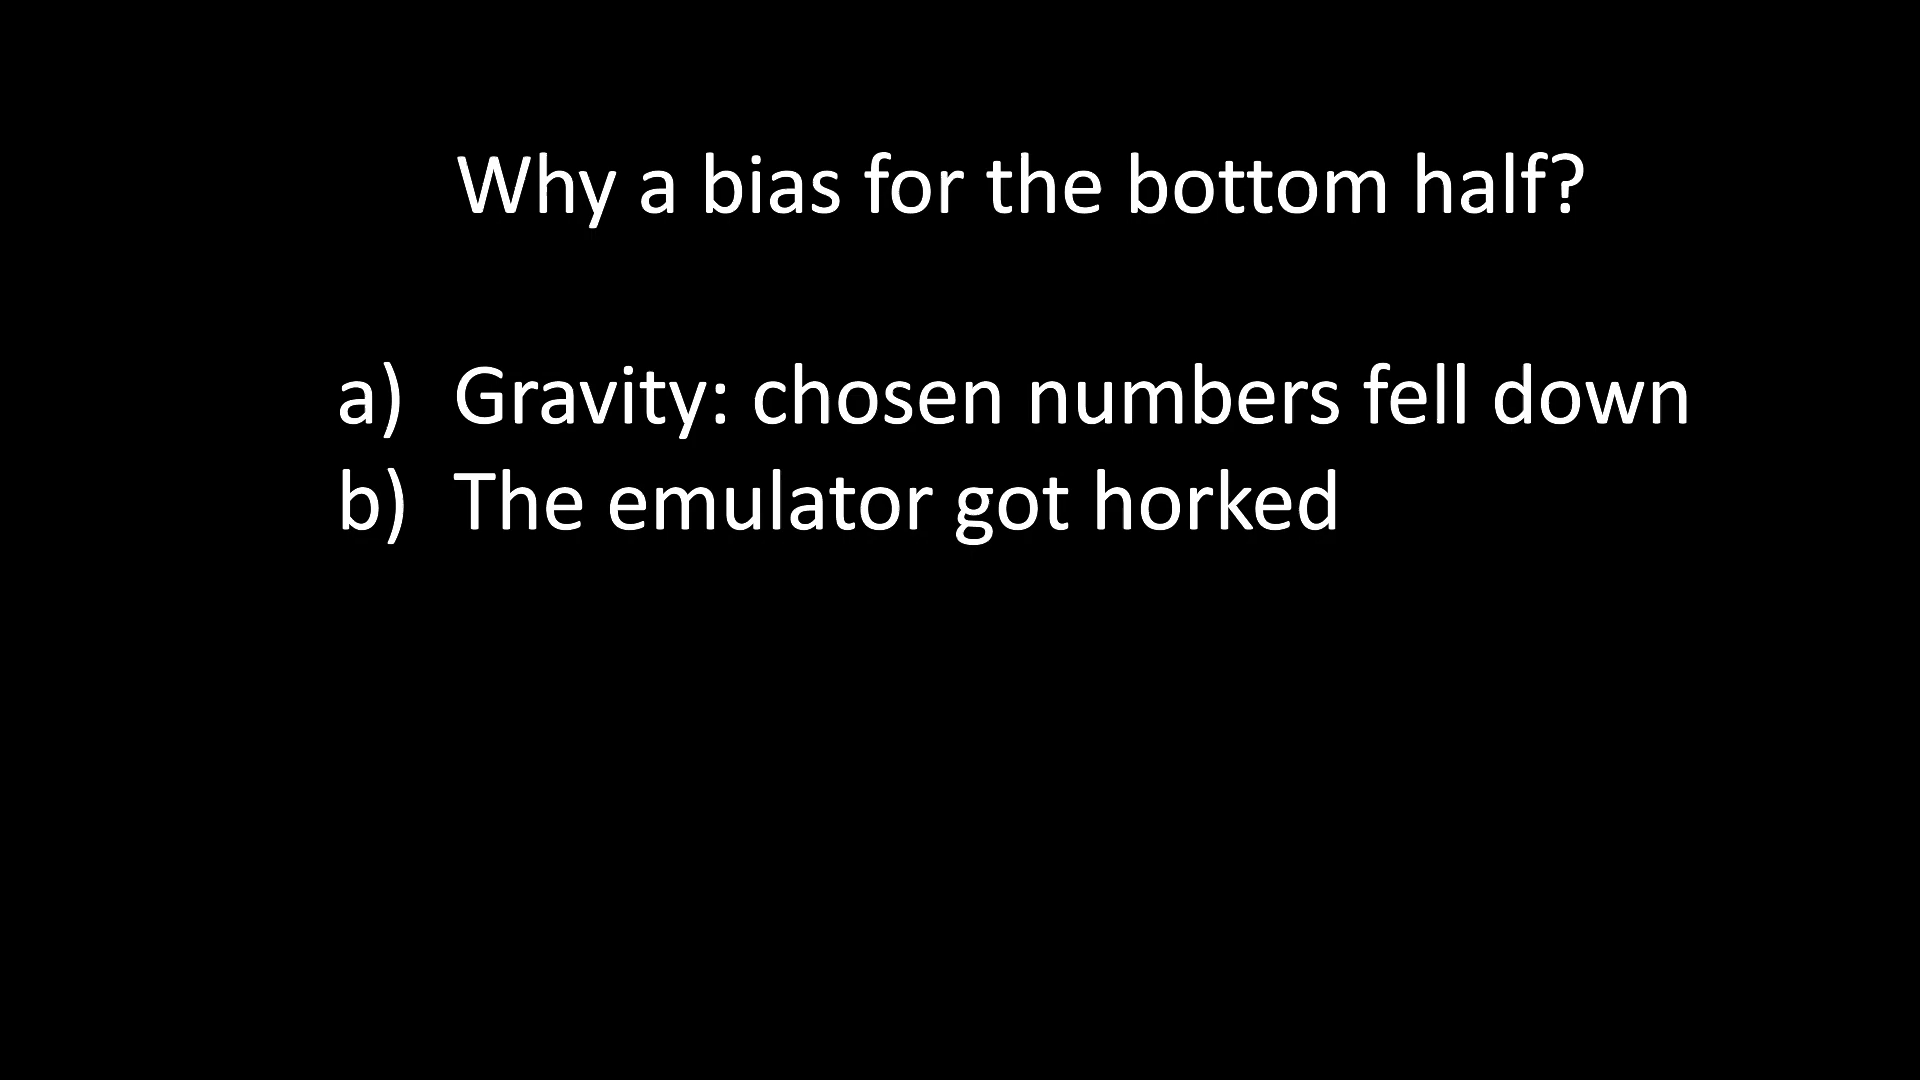 Why a bias for the bottom half?
a) Gravity: chosen numbers fell down
b) The emulator got horked